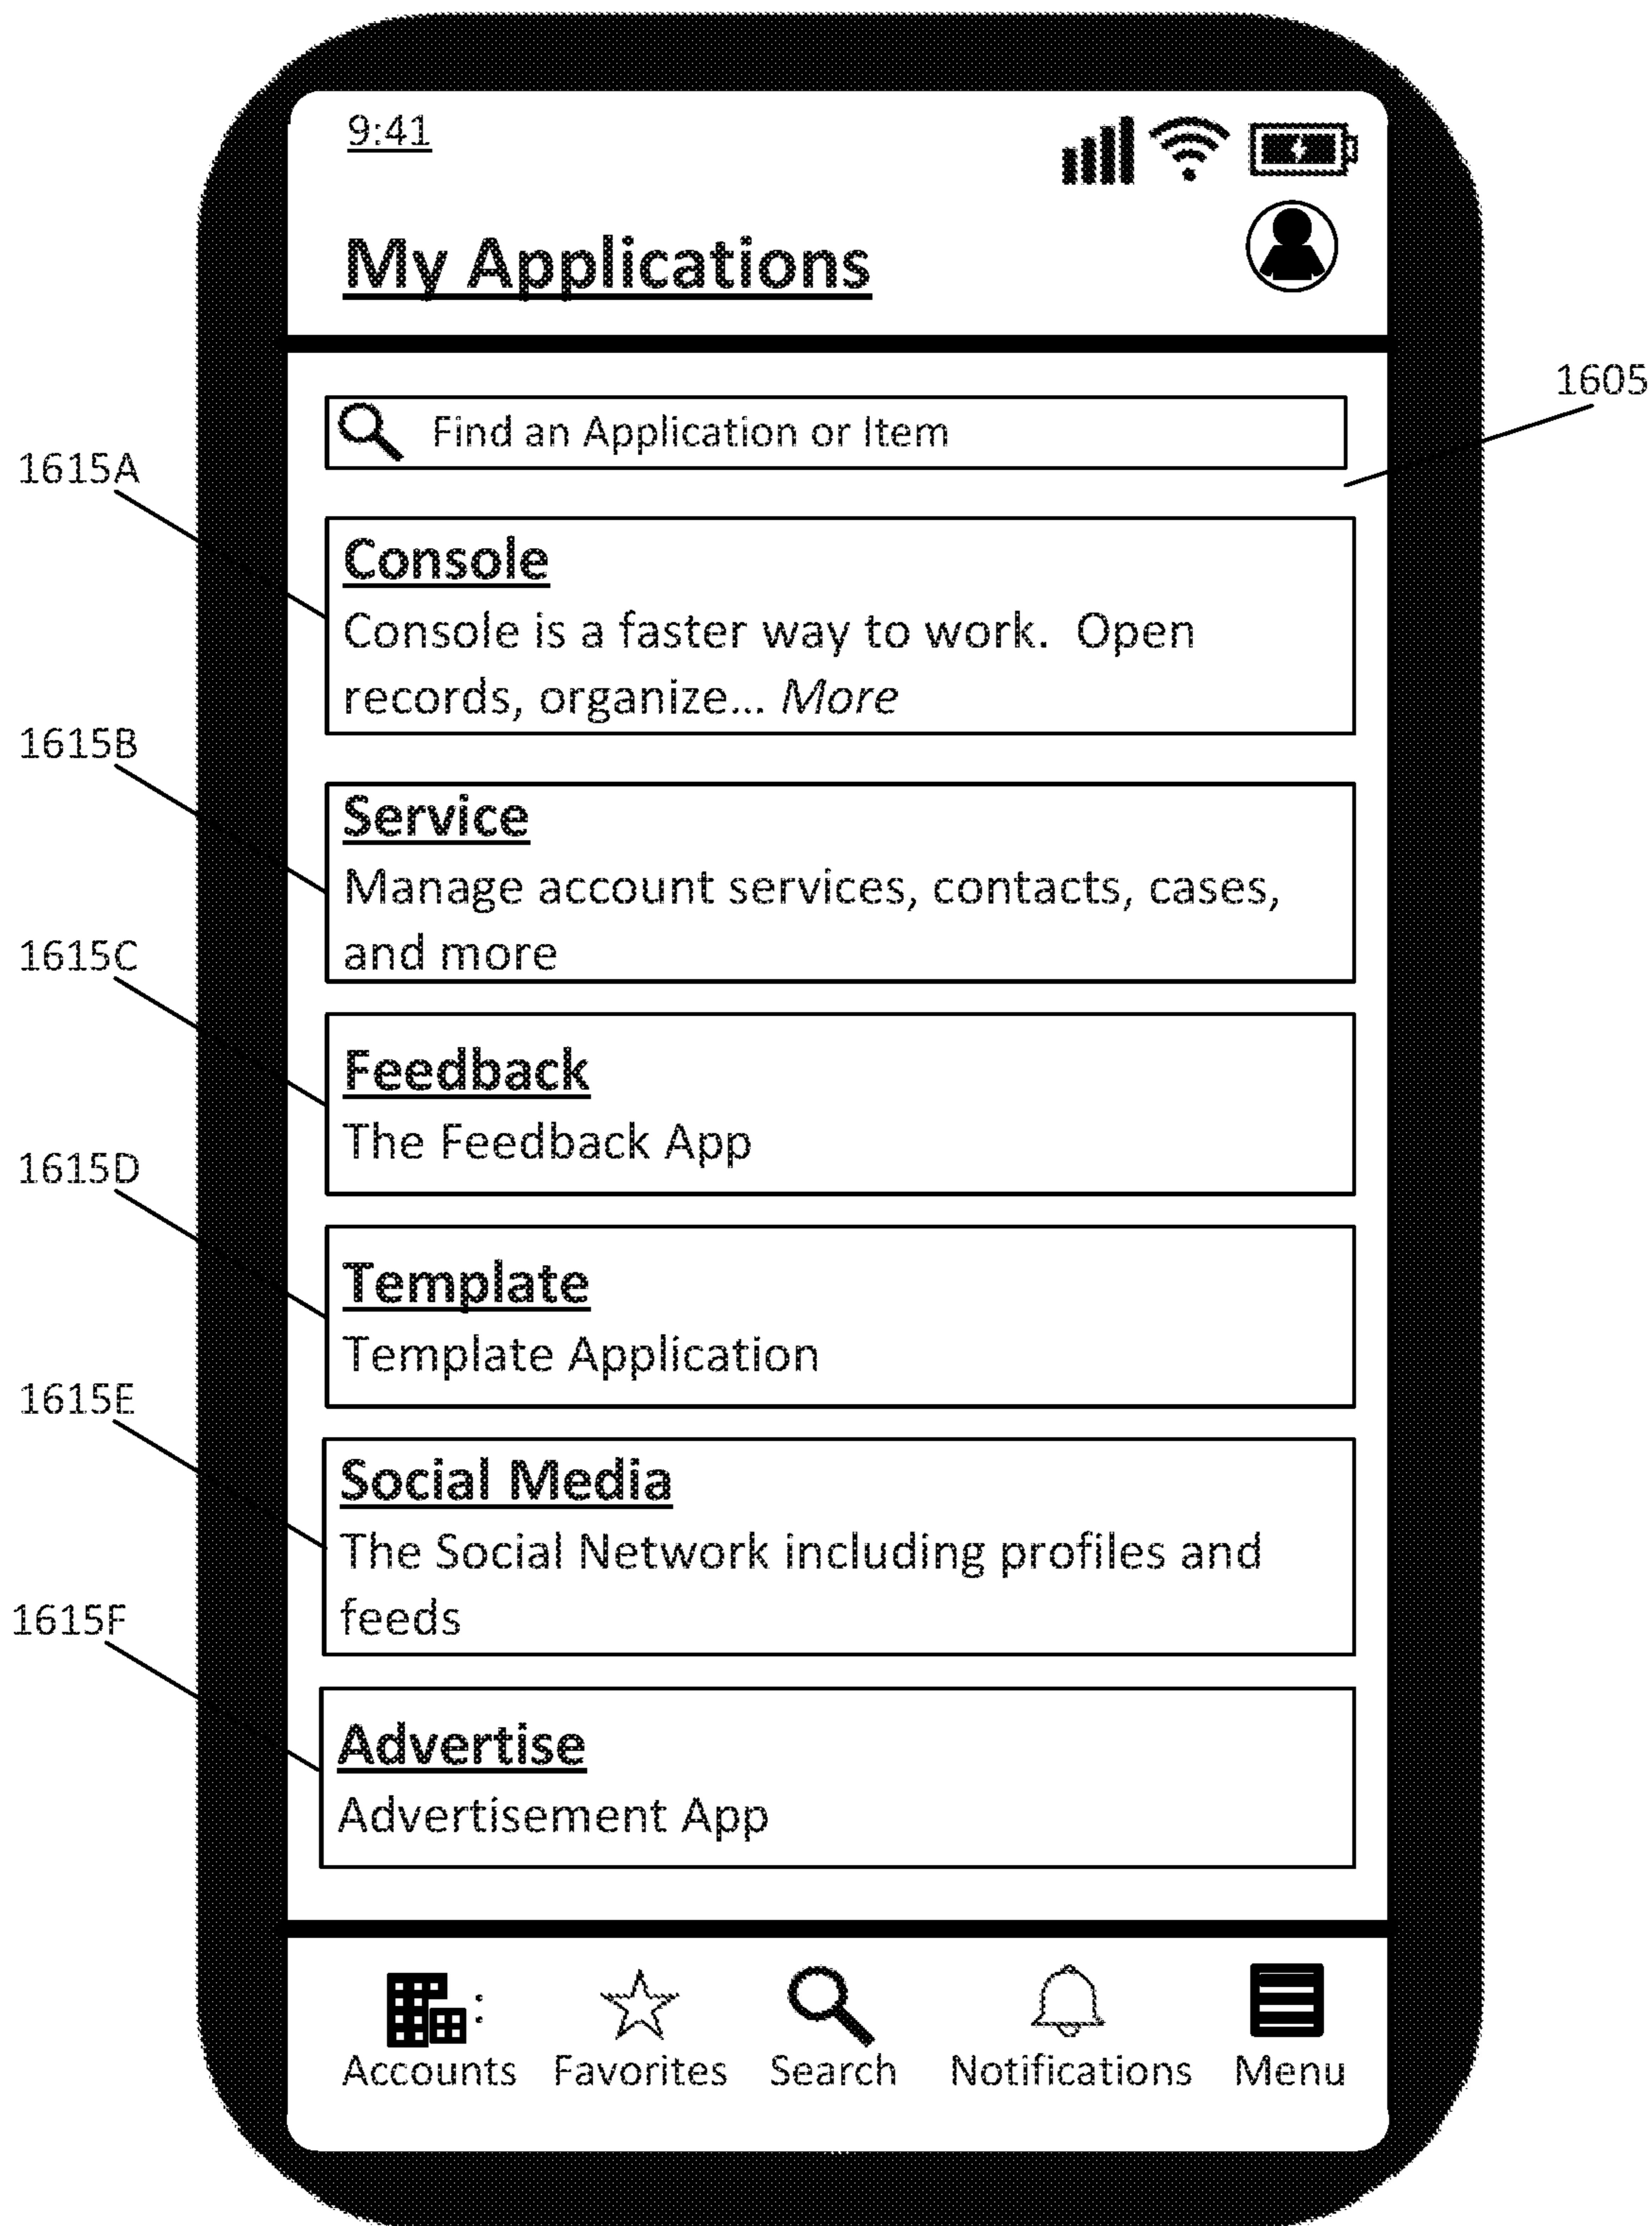 9:41
My Applications
1605
Find an Application or Item
1615A
Console
Console is a faster way to work.  Open
records, organize... More
1615B
Service
Manage account services, contacts, cases,
and more
1615C
Feedback
The Feedback App
1615D
Template
Template Application
1615E
Social Media
The Social Network including profiles and
feeds
1615F
Advertise
Advertisement App
Accounts Favorites Search Notifications Menu